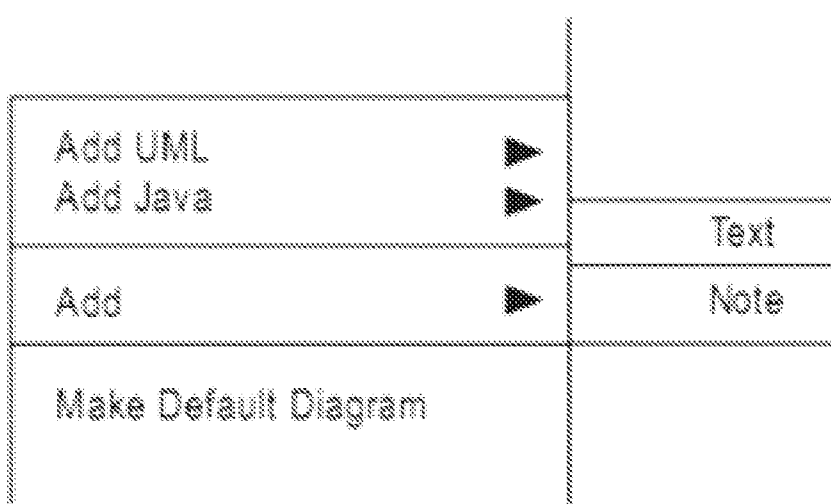 Add UML
Add Java
Text
Add
Note
Make Default Diagram